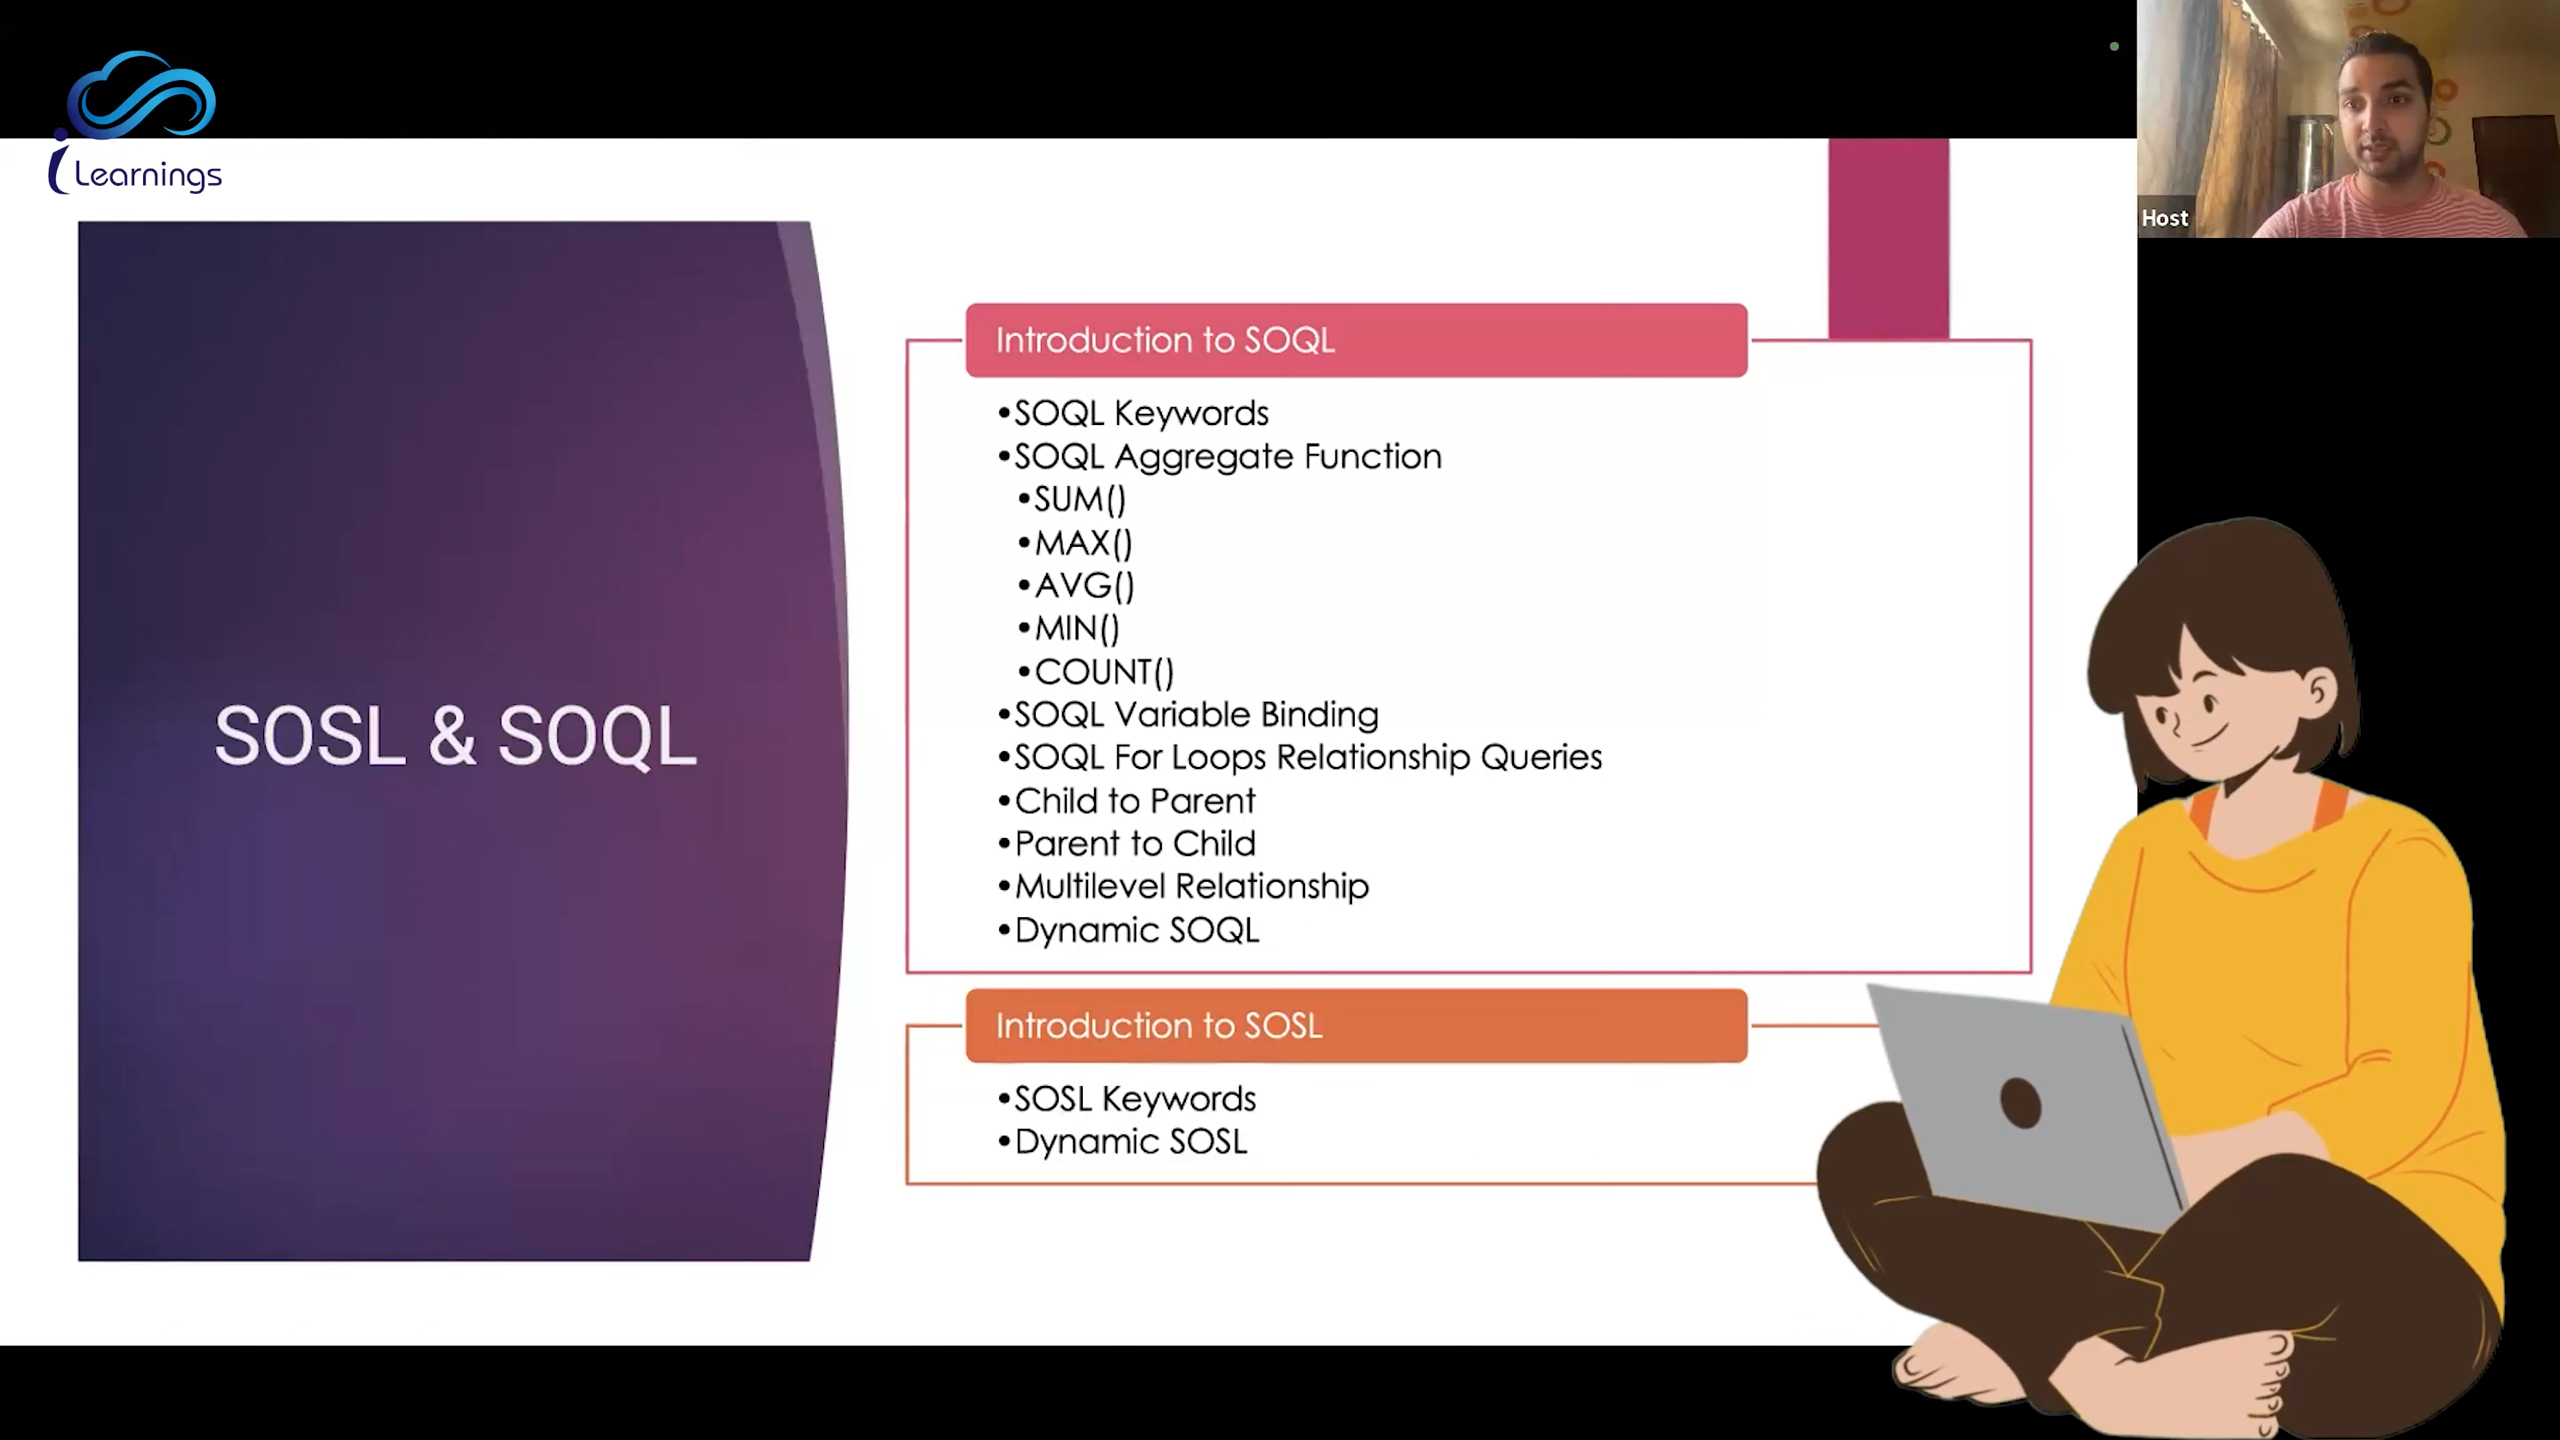 i Learnings
Host
SOSL & SOQL
Introduction to SOQL
•SOQL Keywords
•SOQL Aggregate Function
•SUM()
•MAX()
•AVG()
•MIN()
•COUNT()
•SOQL Variable Binding
•SOQL For Loops Relationship Queries
•Child to Parent
•Parent to Child
•Multilevel Relationship
•Dynamic SOQL
Introduction to SOSL
•SOSL Keywords
•Dynamic SOSL